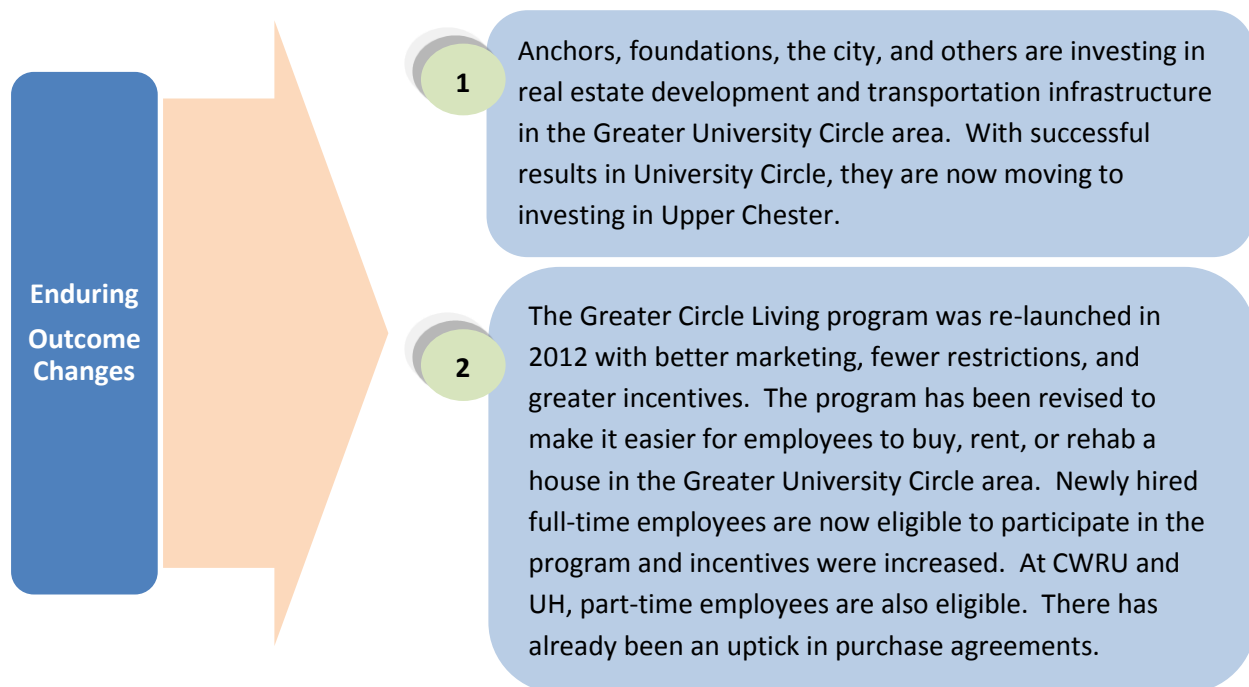 Enduring
Outcome
Changes
1
Anchors, foundations, the city, and others are investing in
real estate development and transportation infrastructure
in the Greater University Circle area.  With successful
results in University Circle, they are now moving to
investing in Upper Chester.
2
The Greater Circle Living program was re-launched in
2012 with better marketing, fewer restrictions, and
greater incentives.  The program has been revised to
make it easier for employees to buy, rent, or rehab a
house in the Greater University Circle area.  Newly hired
full-time employees are now eligible to participate in the
program and incentives were increased.  At CWRU and
UH, part-time employees are also eligible.  There has
already been an uptick in purchase agreements.